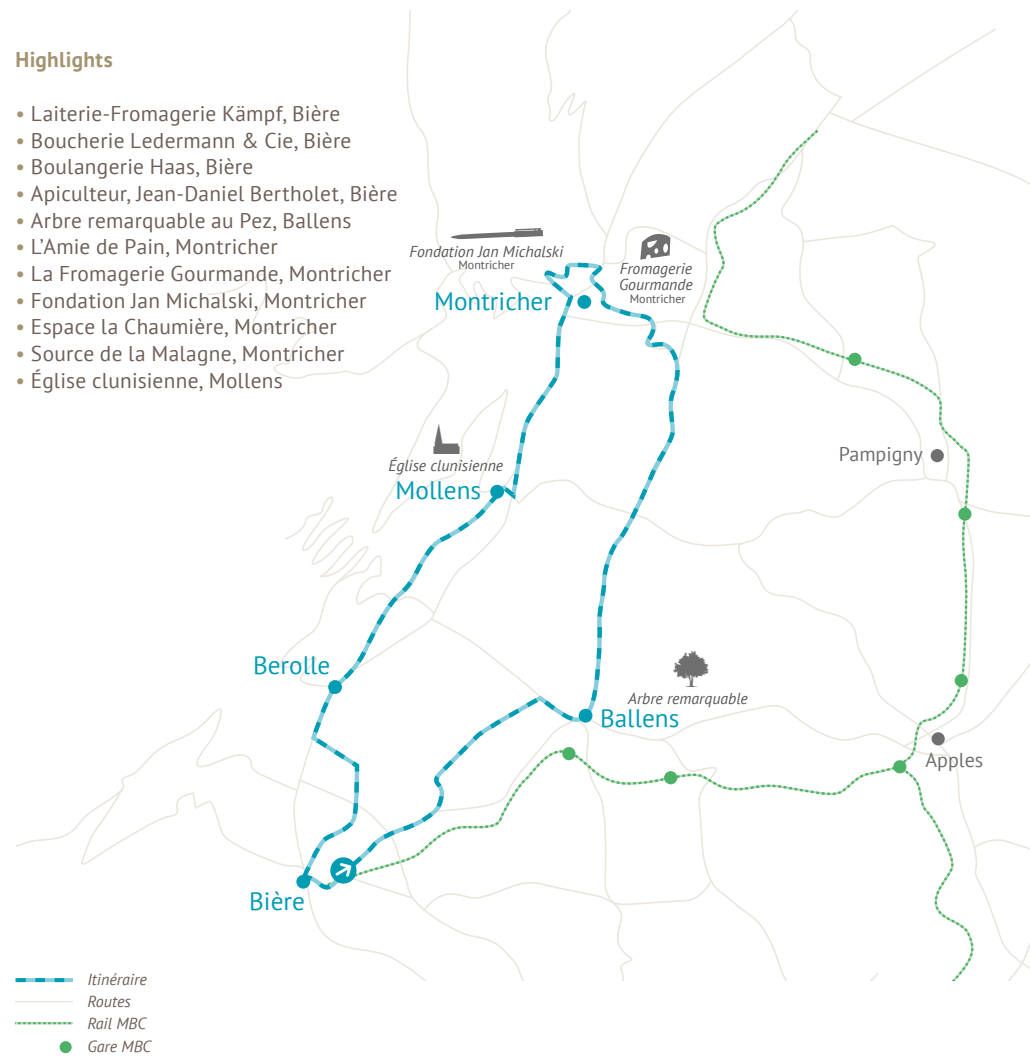 Highlights
• Laiterie-Fromagerie Kämpf, Bière
• Boucherie Ledermann & Cie, Bière
• Boulangerie Haas, Bière
• Apiculteur, Jean-Daniel Bertholet, Bière
• Arbre remarquable au Pez, Ballens
• L'Amie de Pain, Montricher
• La Fromagerie Gourmande, Montricher
• Fondation Jan Michalski, Montricher
• Espace la Chaumière, Montricher
• Source de la Malagne, Montricher
• Église clunisienne, Mollens
Fondation Jan Michalski
Montricher
Fromagerie
Gourmande
Montricher
Montricher
Pampigny
Église clunisienne
Mollens
Berolle
Arbre remarquable
Ballens
Apples
Bière
Itinéraire
Routes
Rail MBC
Gare MBC